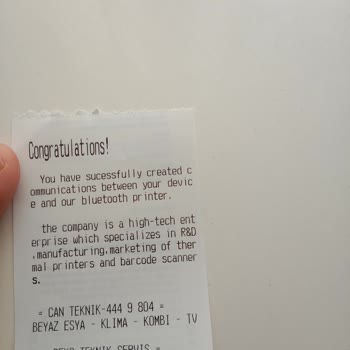 Congratulations!
You have sucessfully created c
ommunications between your devic
e and our bluetooth printer.
the company is a high-tech ent
erprise which specializes in R&D
,manufacturing,marketing of ther
mal printers and barcode scanner
s.
= CAN TEKNIK-444 9 804 =
BEYAZ ESYA - KLIMA - KOMBI - TV
TEKNIK SERVIS =